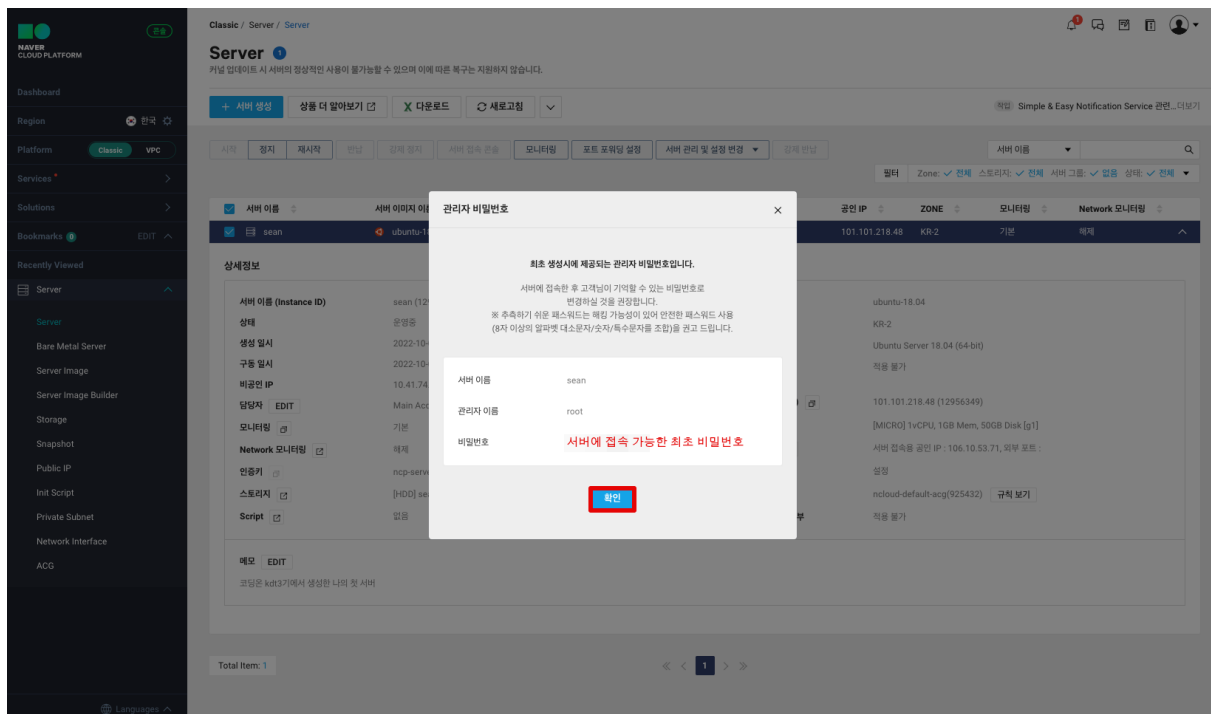 NAVER
CLOUD PLATFORM
콘솔
Dashboard
Region 한국
Platform Classic VPC
Services
Solutions
Bookmarks 0 EDIT
Recently Viewed
Server
Server
Bare Metal Server
Server Image
Server Image Builder
Storage
Snapshot
Public IP
Init Script
Private Subnet
Network Interface
ACG
Languages
Classic / Server / Server
Server 1
커널 업데이트 시 서버의 정상적인 사용이 불가능할 수 있으며 이에 따른 복구는 지원하지 않습니다.
+ 서버 생성 상품 더 알아보기 다운로드 새로고침
작업 Simple & Easy Notification Service 관련...더보기
시작 정지 재시작 반납 강제 정지 서버 접속 콘솔 모니터링 포트 포워딩 설정 서버 관리 및 설정 변경 강제 반납 서버 이름
필터 Zone: 전체 스토리지: 전체 서버 그룹: 없음 상태: 전체
서버 이름 서버 이미지 이름 공인 IP ZONE 모니터링 Network 모니터링
sean ubuntu-1 101.101.218.48 KR-2 기본 해제
상세정보
서버 이름 (Instance ID) sean (12 ubuntu-18.04
상태 운영중 KR-2
생성 일시 2022-10- Ubuntu Server 18.04 (64-bit)
구동 일시 2022-10- 적용 불가
비공인 IP 10.41.74
담당자 EDIT Main Acc 101.101.218.48 (12956349)
모니터링 기본 [MICRO] 1vCPU, 1GB Mem, 50GB Disk [g1]
Network 모니터링 해제 서버 접속용 공인 IP : 106.10.53.71, 외부 포트 :
인증키 ncp-serv 설정
스토리지 [HDD] se ncloud-default-acg(925432) 규칙 보기
Script 없음 부 적용 불가
메모 EDIT
코딩온 kdt3기에서 생성한 나의 첫 서버
Total Item: 1
1
관리자 비밀번호
최초 생성시에 제공되는 관리자 비밀번호입니다.
서버에 접속한 후 고객님이 기억할 수 있는 비밀번호로
변경하실 것을 권장합니다.
※ 추측하기 쉬운 패스워드는 해킹 가능성이 있어 안전한 패스워드 사용
(8자 이상의 알파벳 대소문자/숫자/특수문자를 조합)을 권고 드립니다.
서버 이름 sean
관리자 이름 root
비밀번호 서버에 접속 가능한 최초 비밀번호
확인